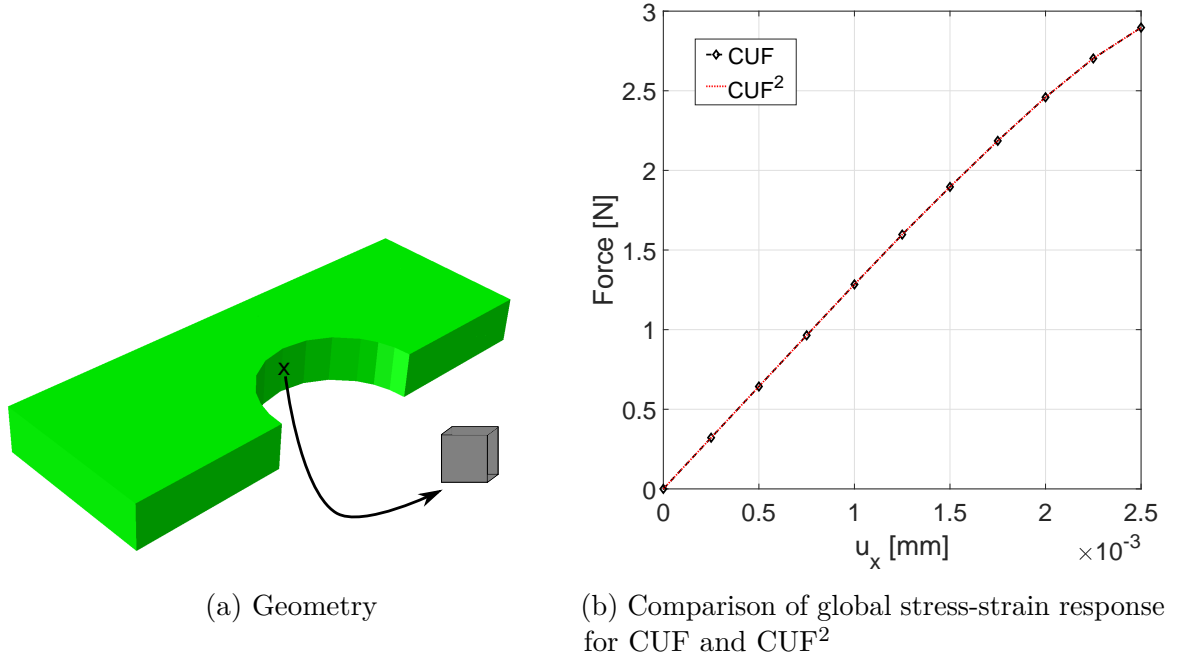 x
CUF
CUF²
3
2.5
2
1.5
1
0.5
0
Force [N]
0 0.5 1 1.5 2 2.5
u_x [mm] ×10⁻³
(a) Geometry
(b) Comparison of global stress-strain response
for CUF and CUF²